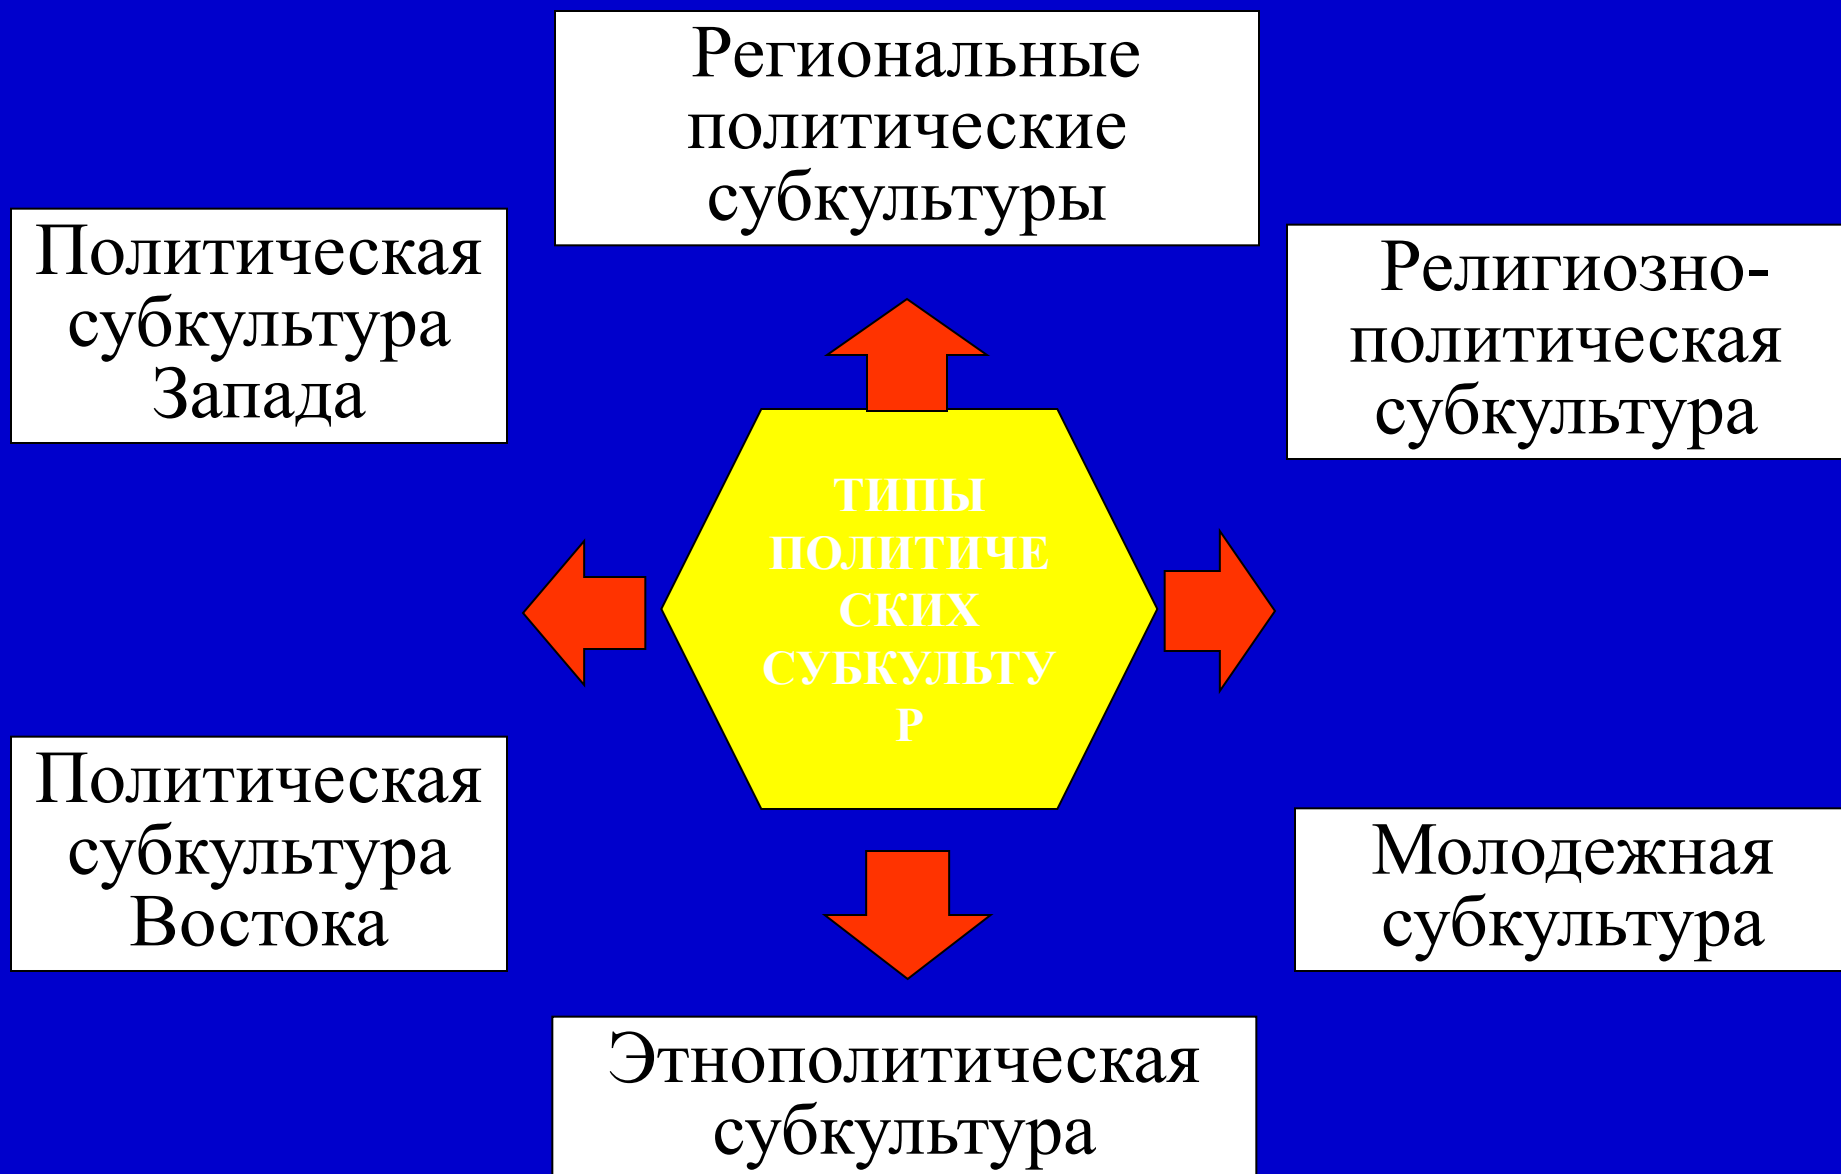 Региональные
политические
субкультуры
Политическая
субкультура
Запада
Религиозно-
политическая
субкультура
ТИПЫ
ПОЛИТИЧЕ
СКИХ
СУБКУЛЬТУ
Р
Политическая
субкультура
Востока
Молодежная
субкультура
Этнополитическая
субкультура